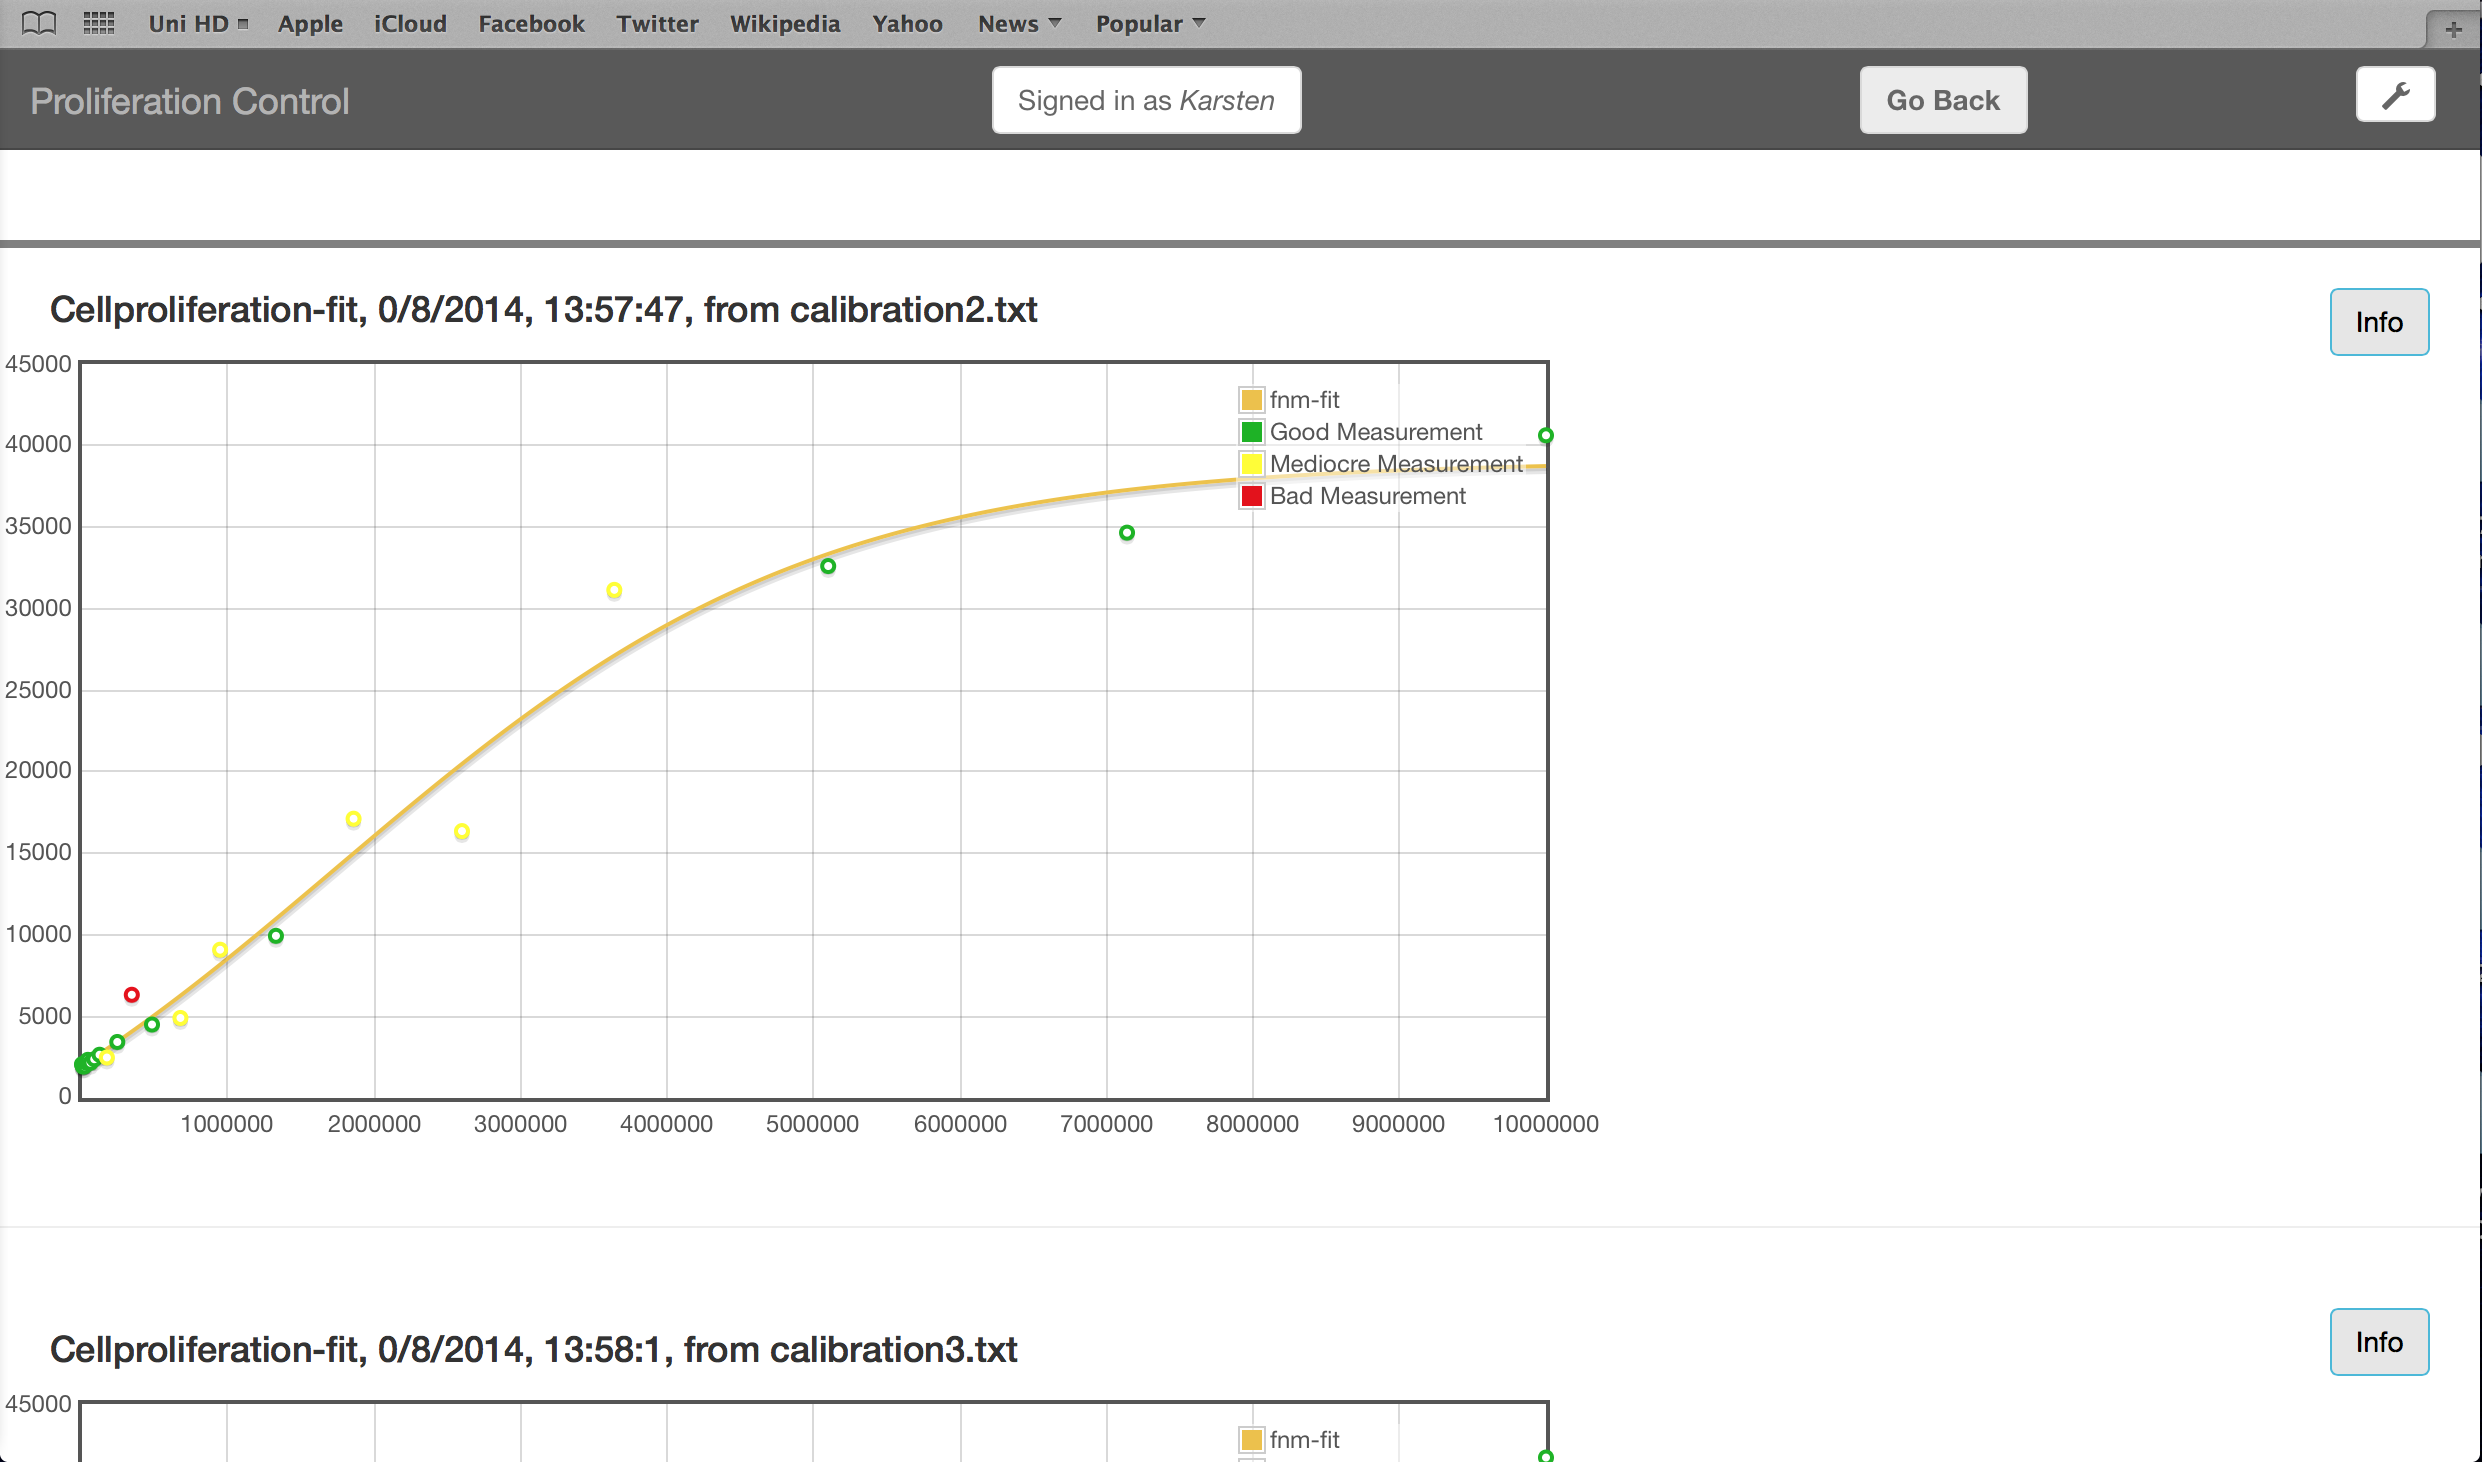 Uni HD Apple iCloud Facebook Twitter Wikipedia Yahoo News Popular +
Proliferation Control
Signed in as Karsten
Go Back
Cellproliferation-fit, 0/8/2014, 13:57:47, from calibration2.txt
Info
45000
40000
35000
30000
25000
20000
15000
10000
5000
0
fnm-fit
Good Measurement
Mediocre Measurement
Bad Measurement
1000000 2000000 3000000 4000000 5000000 6000000 7000000 8000000 9000000 10000000
Cellproliferation-fit, 0/8/2014, 13:58:1, from calibration3.txt
Info
45000
fnm-fit